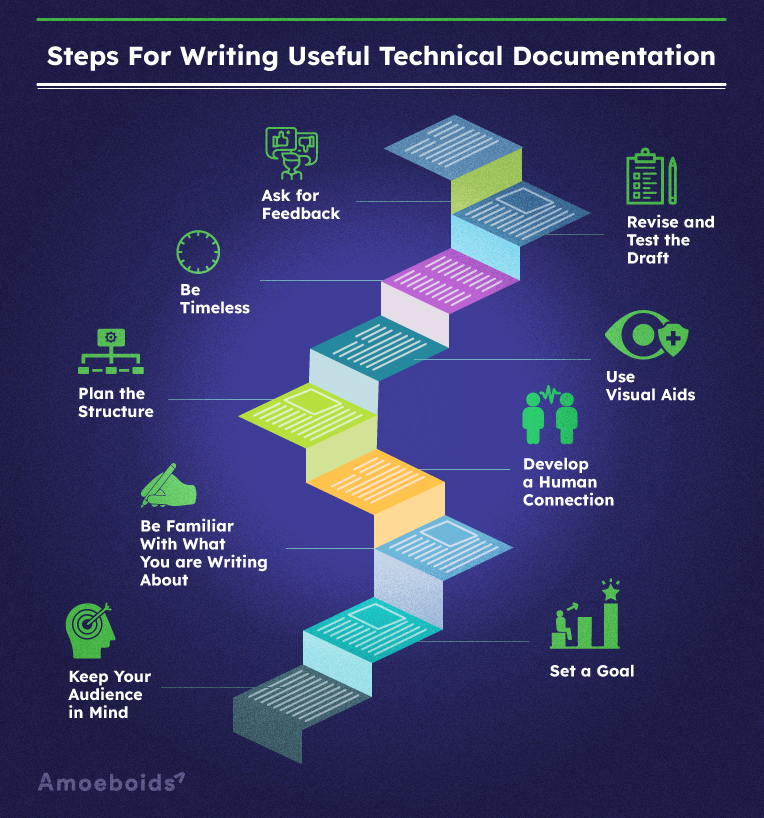 Steps For Writing Useful Technical Documentation
Ask for
Feedback
Revise and
Test the
Draft
Be
Timeless
Use
Visual Aids
Plan the
Structure
Develop
a Human
Connection
Be Familiar
With What
You are Writing
About
Set a Goal
Keep Your
Audience
in Mind
Amoeboids